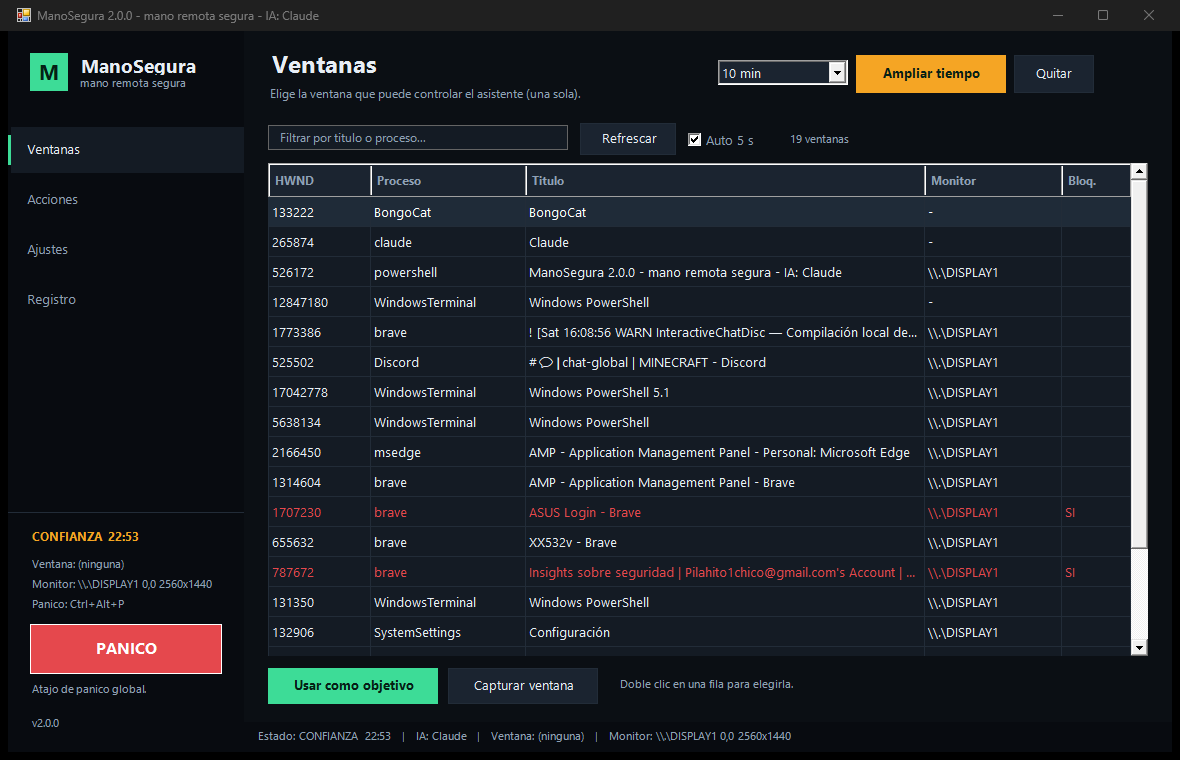 ManoSegura 2.0.0 - mano remota segura - IA: Claude
M
ManoSegura
mano remota segura
Ventanas
Acciones
Ajustes
Registro
CONFIANZA 22:53
Ventana: (ninguna)
Monitor: \\.\DISPLAY1 0,0 2560x1440
Panico: Ctrl+Alt+P
PANICO
Atajo de panico global.
v2.0.0
Ventanas
Elige la ventana que puede controlar el asistente (una sola).
10 min
Ampliar tiempo
Quitar
Filtrar por titulo o proceso...
Refrescar
Auto 5 s
19 ventanas
HWND Proceso Titulo Monitor Bloq.
133222 BongoCat BongoCat -
265874 claude Claude -
526172 powershell ManoSegura 2.0.0 - mano remota segura - IA: Claude \\.\DISPLAY1
12847180 WindowsTerminal Windows PowerShell -
1773386 brave ! [Sat 16:08:56 WARN InteractiveChatDisc — Compilación local de... \\.\DISPLAY1
525502 Discord #💬┃chat-global | MINECRAFT - Discord \\.\DISPLAY1
17042778 WindowsTerminal Windows PowerShell 5.1 \\.\DISPLAY1
5638134 WindowsTerminal Windows PowerShell \\.\DISPLAY1
2166450 msedge AMP - Application Management Panel - Personal: Microsoft Edge \\.\DISPLAY1
1314604 brave AMP - Application Management Panel - Brave \\.\DISPLAY1
1707230 brave ASUS Login - Brave \\.\DISPLAY1 SI
655632 brave XX532v - Brave \\.\DISPLAY1
787672 brave Insights sobre seguridad | Pilahito1chico@gmail.com's Account | ... \\.\DISPLAY1 SI
131350 WindowsTerminal Windows PowerShell \\.\DISPLAY1
132906 SystemSettings Configuración \\.\DISPLAY1
Usar como objetivo
Capturar ventana
Doble clic en una fila para elegirla.
Estado: CONFIANZA 22:53 | IA: Claude | Ventana: (ninguna) | Monitor: \\.\DISPLAY1 0,0 2560x1440